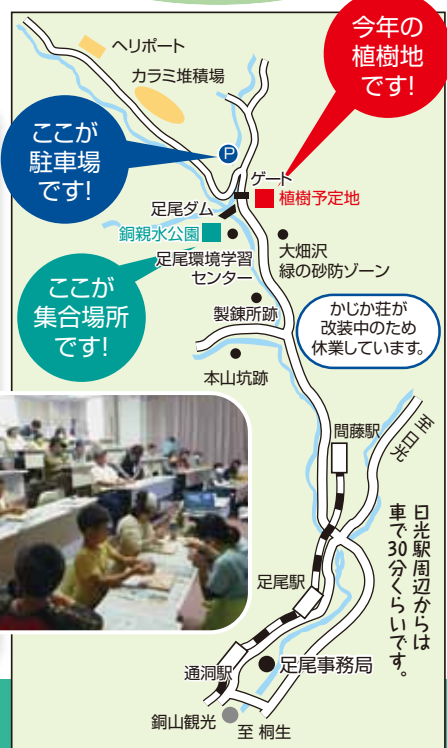 今年の
植樹地
です!
ヘリポート
カラミ堆積場
ここが
駐車場
です!
P
ゲート
植樹予定地
足尾ダム
銅親水公園
足尾環境学習
センター
大畑沢
緑の砂防ゾーン
ここが
集合場所
です!
製錬所跡
かじか荘が
改装中のため
休業しています。
本山坑跡
間藤駅
至日光
日光駅周辺からは
車で30分くらいです。
足尾駅
通洞駅
足尾事務局
銅山観光
至 桐生